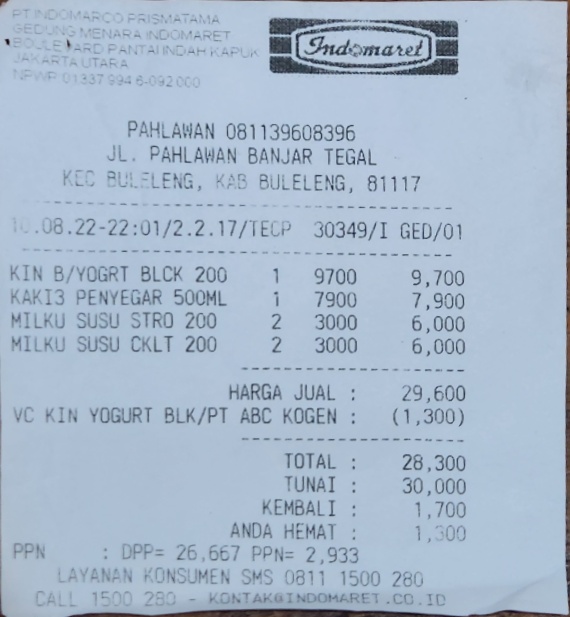 PT INDOMARCO PRISMATAMA
GEDUNG MENARA INDOMARET
BOULEVARD PANTAI INDAH KAPUK
JAKARTA UTARA
NPWP 01.337.994.6-092.000
Indomaret
PAHLAWAN 081139608396
JL. PAHLAWAN BANJAR TEGAL
KEC BULELENG, KAB BULELENG, 81117
10.08.22-22:01/2.2.17/TECP 30349/I GED/01
KIN B/YOGRT BLCK 200 1 9700 9,700
KAKI3 PENYEGAR 500ML 1 7900 7,900
MILKU SUSU STRO 200 2 3000 6,000
MILKU SUSU CKLT 200 2 3000 6,000
HARGA JUAL : 29,600
VC KIN YOGURT BLK/PT ABC KOGEN : (1,300)
TOTAL : 28,300
TUNAI : 30,000
KEMBALI : 1,700
ANDA HEMAT : 1,300
PPN : DPP= 26,667 PPN= 2,933
LAYANAN KONSUMEN SMS 0811 1500 280
CALL 1500 280 - KONTAK@INDOMARET.CO.ID